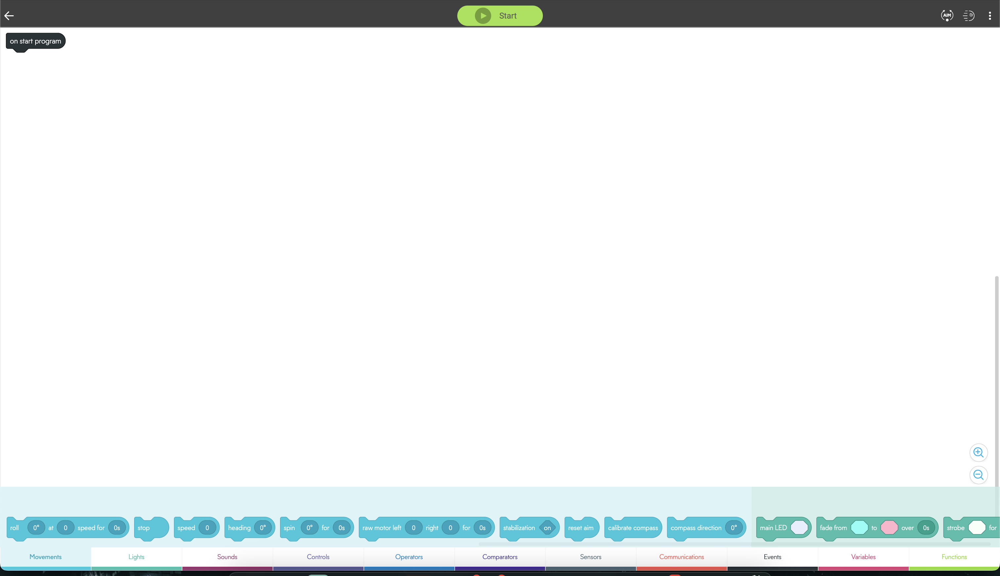 Start
AIM
on start program
roll 0° at 0 speed for 0s
stop
speed 0
heading 0°
spin 0° for 0s
raw motor left 0 right 0 for 0s
stabilization on
reset aim
calibrate compass
compass direction 0°
main LED
fade from to over 0s
strobe for
Movements
Lights
Sounds
Controls
Operators
Comparators
Sensors
Communications
Events
Variables
Functions